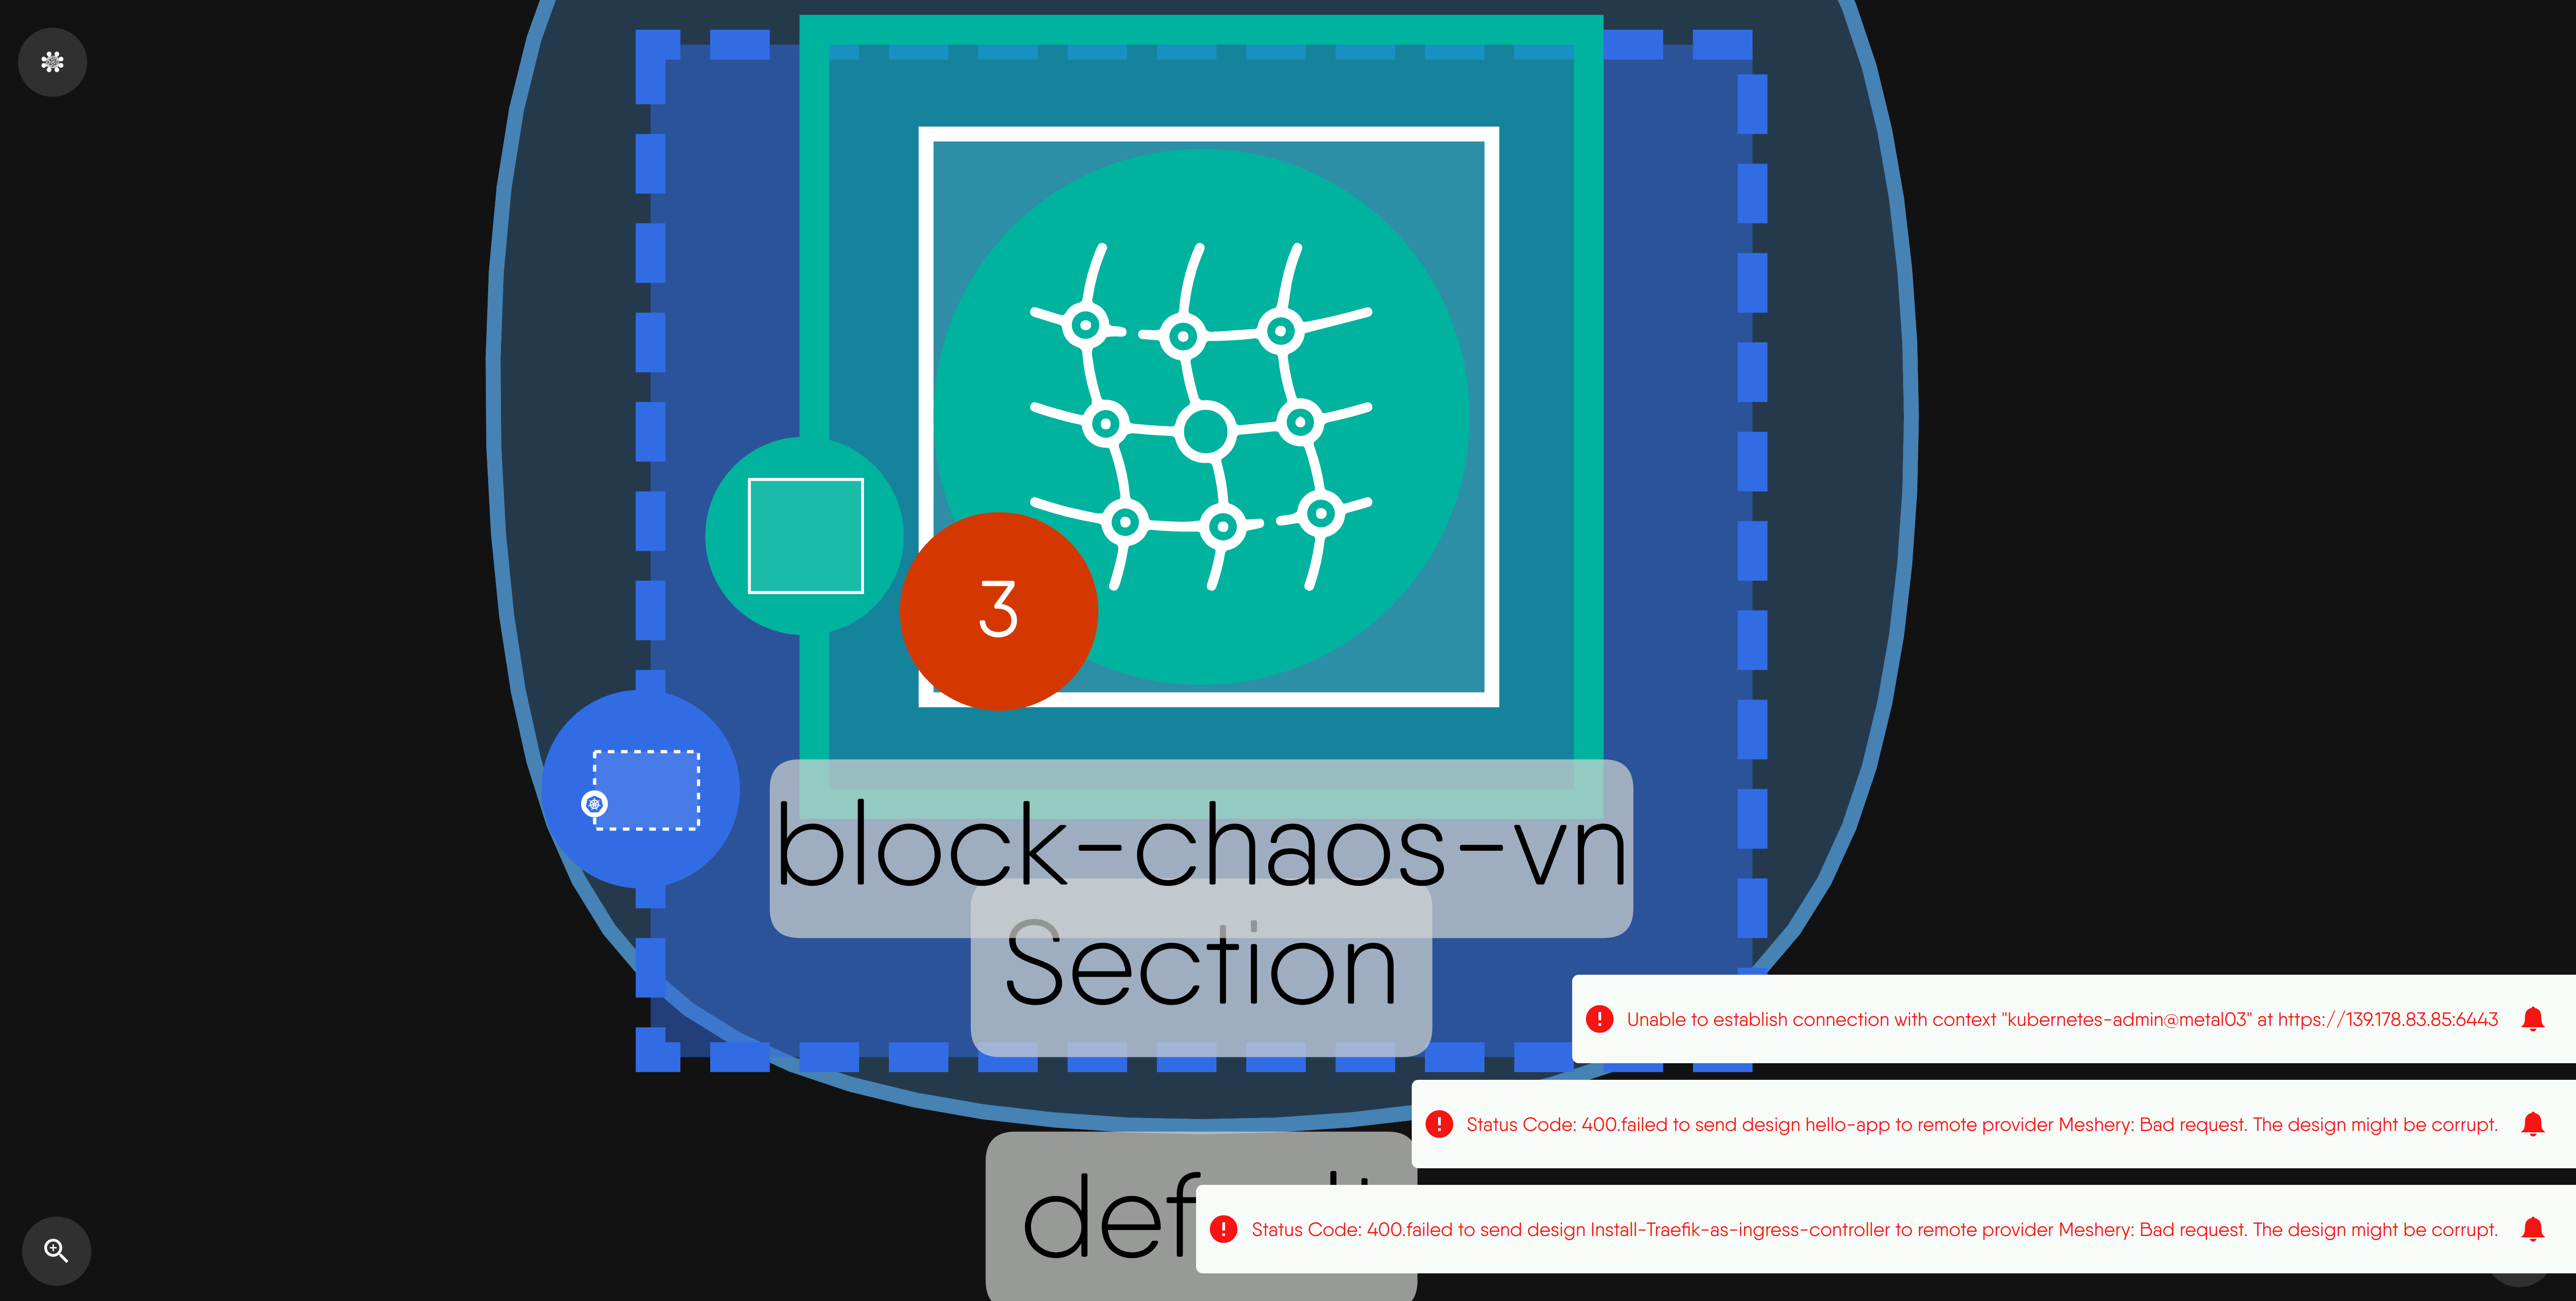 3
block-chaos-vn
Section
Unable to establish connection with context "kubernetes-admin@metal03" at https://139.178.83.85:6443
Status Code: 400.failed to send design hello-app to remote provider Meshery: Bad request. The design might be corrupt.
Status Code: 400.failed to send design Install-Traefik-as-ingress-controller to remote provider Meshery: Bad request. The design might be corrupt.